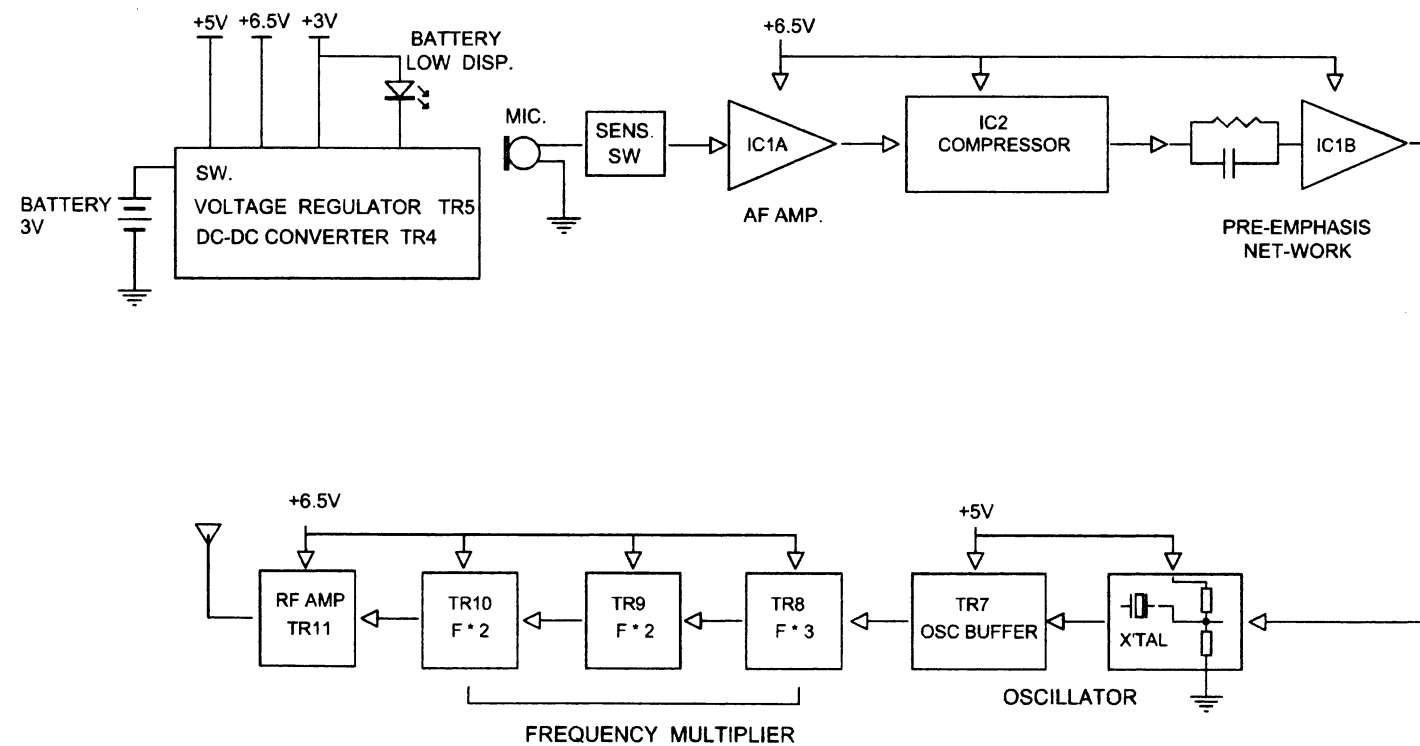 +5V +6.5V +3V
BATTERY
LOW DISP.
SW.
VOLTAGE REGULATOR TR5
DC-DC CONVERTER TR4
BATTERY
3V
MIC.
SENS.
SW
+6.5V
IC1A
AF AMP.
IC2
COMPRESSOR
IC1B
PRE-EMPHASIS
NET-WORK
+6.5V
RF AMP
TR11
TR10
F * 2
TR9
F * 2
TR8
F * 3
FREQUENCY MULTIPLIER
+5V
TR7
OSC BUFFER
X'TAL
OSCILLATOR